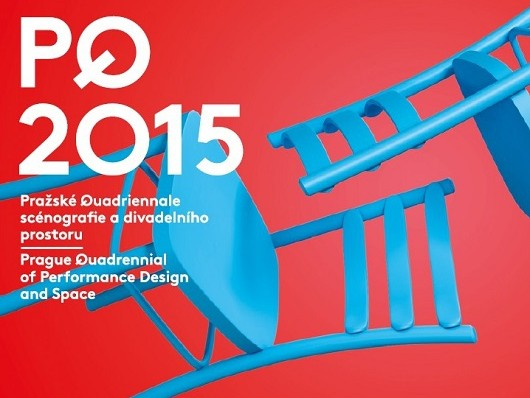 PQ
2015
Pražské Quadriennale
scénografie a divadelního
prostoru
Prague Quadrennial
of Performance Design
and Space